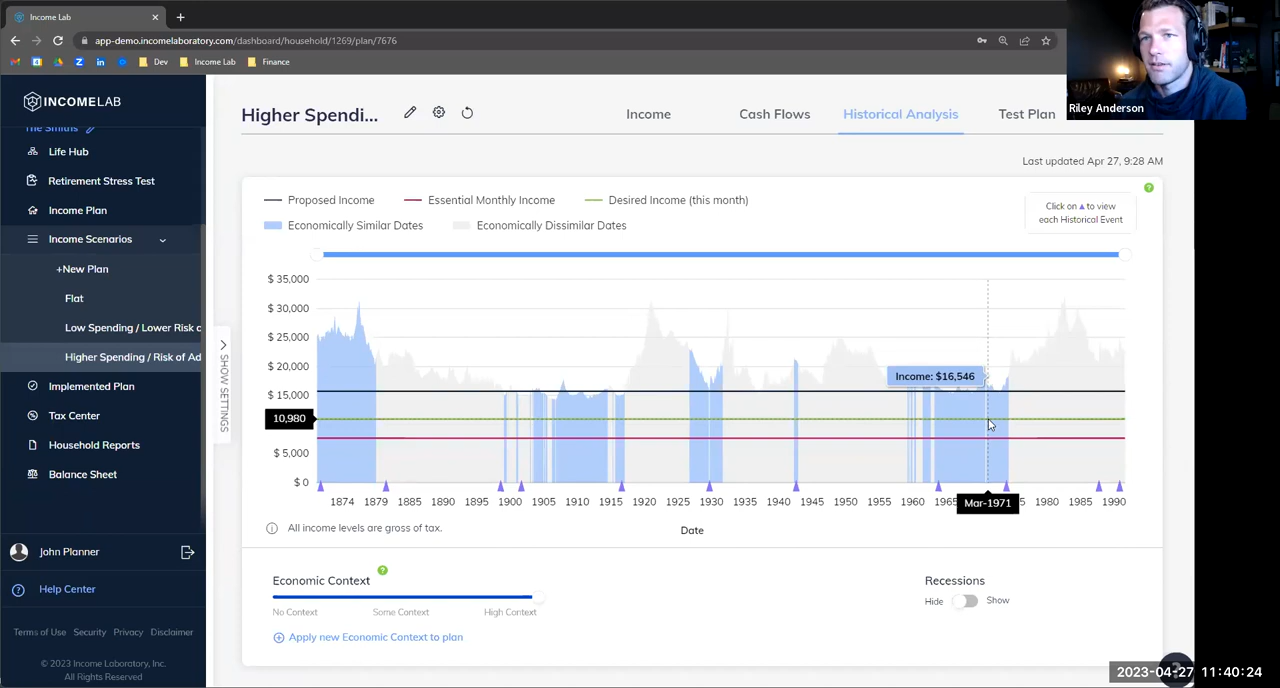 Income Lab
app-demo.incomelaboratory.com/dashboard/household/1269/plan/7676
Dev
Income Lab
Finance
Riley Anderson
INCOMELAB
The Smiths
Life Hub
Retirement Stress Test
Income Plan
Income Scenarios
+New Plan
Flat
Low Spending / Lower Risk
Higher Spending / Risk of Ad
Implemented Plan
Tax Center
Household Reports
Balance Sheet
John Planner
Help Center
Terms of Use Security Privacy Disclaimer
© 2023 Income Laboratory, Inc.
All Rights Reserved
Higher Spendi...
Income
Cash Flows
Historical Analysis
Test Plan
Last updated Apr 27, 9:28 AM
Proposed Income
Essential Monthly Income
Desired Income (this month)
Economically Similar Dates
Economically Dissimilar Dates
Click on ▲ to view
each Historical Event
SHOW SETTINGS
$ 35,000
$ 30,000
$ 25,000
$ 20,000
$ 15,000
10,980
$ 5,000
$ 0
Income: $16,546
1874 1879 1885 1890 1895 1900 1905 1910 1915 1920 1925 1930 1935 1940 1945 1950 1955 1960 1965 Mar-1971 1980 1985 1990
Date
All income levels are gross of tax.
Economic Context
No Context
Some Context
High Context
Apply new Economic Context to plan
Recessions
Hide
Show
2023-04-27 11:40:24